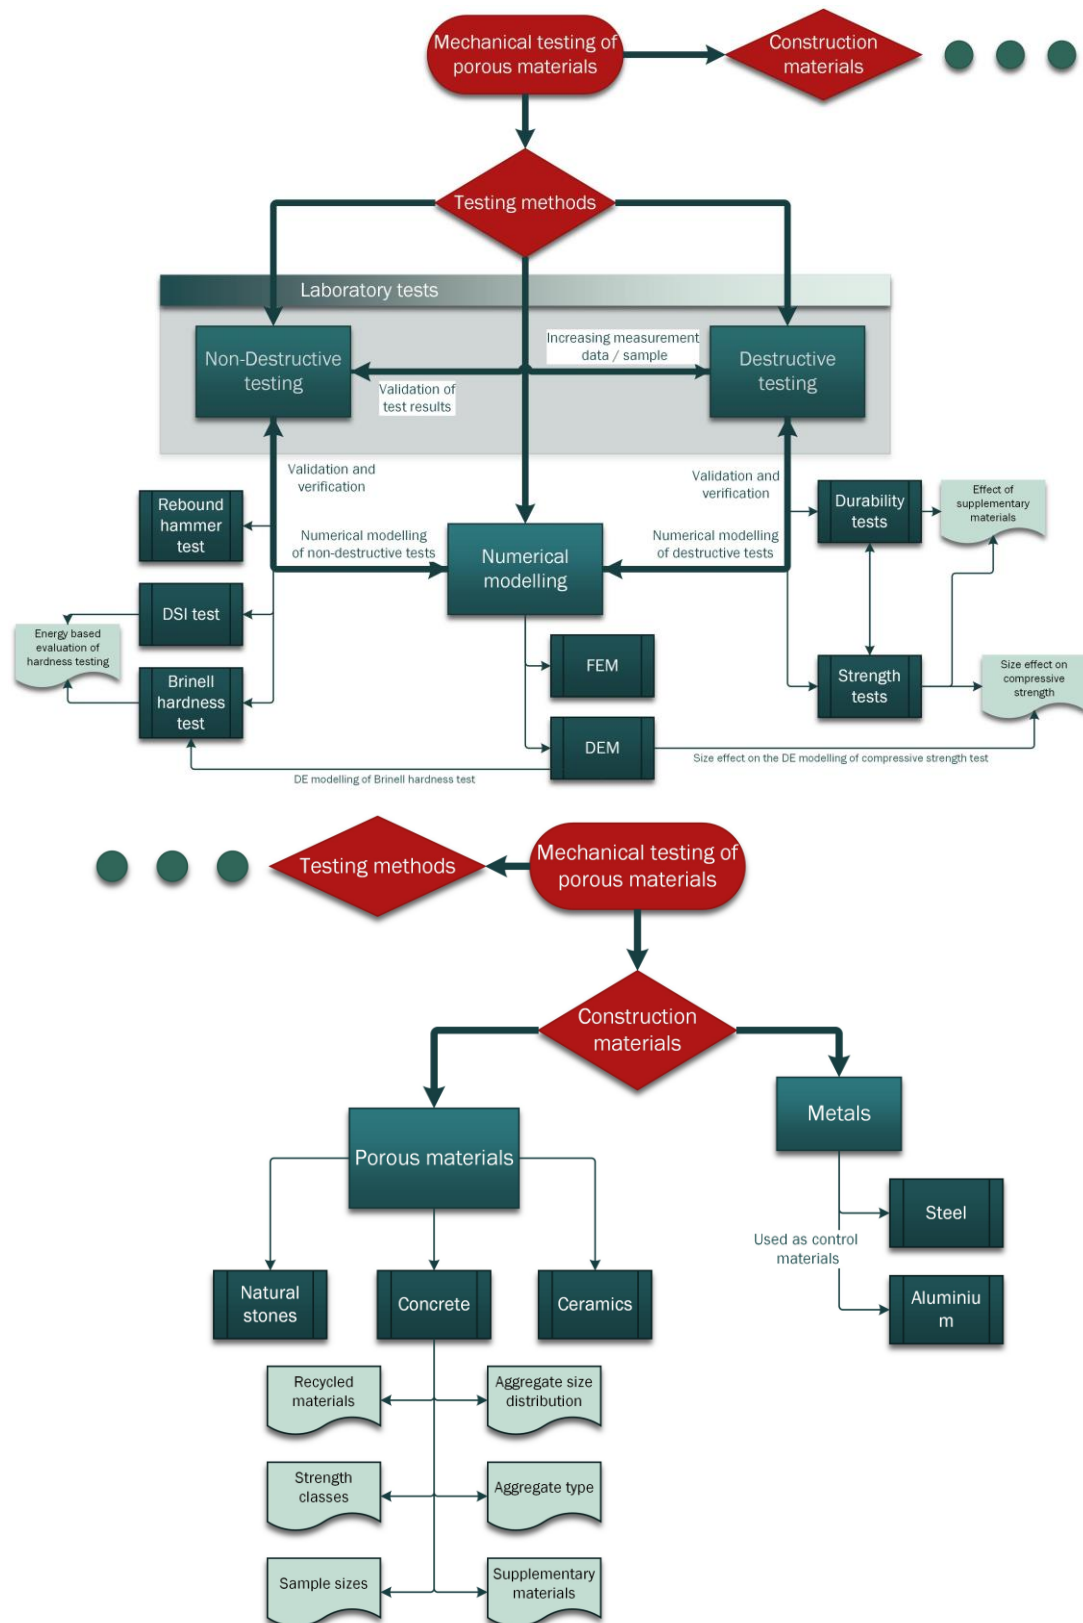 Mechanical testing of
porous materials
Construction
materials
Testing methods
Laboratory tests
Non-Destructive
testing
Increasing measurement
data / sample
Destructive
testing
Validation of
test results
Validation and
verification
Validation and
verification
Rebound
hammer
test
Numerical modelling
of non-destructive tests
Numerical
modelling
Numerical modelling
of destructive tests
Durability
tests
Effect of
supplementary
materials
DSI test
Energy based
evaluation of
hardness testing
Brinell
hardness
test
FEM
Strength
tests
Size effect on
compressive
strength
DEM
DE modelling of Brinell hardness test
Size effect on the DE modelling of compressive strength test
Testing methods
Mechanical testing of
porous materials
Construction
materials
Porous materials
Metals
Steel
Used as control
materials
Aluminiu
m
Natural
stones
Concrete
Ceramics
Recycled
materials
Aggregate size
distribution
Strength
classes
Aggregate type
Sample sizes
Supplementary
materials